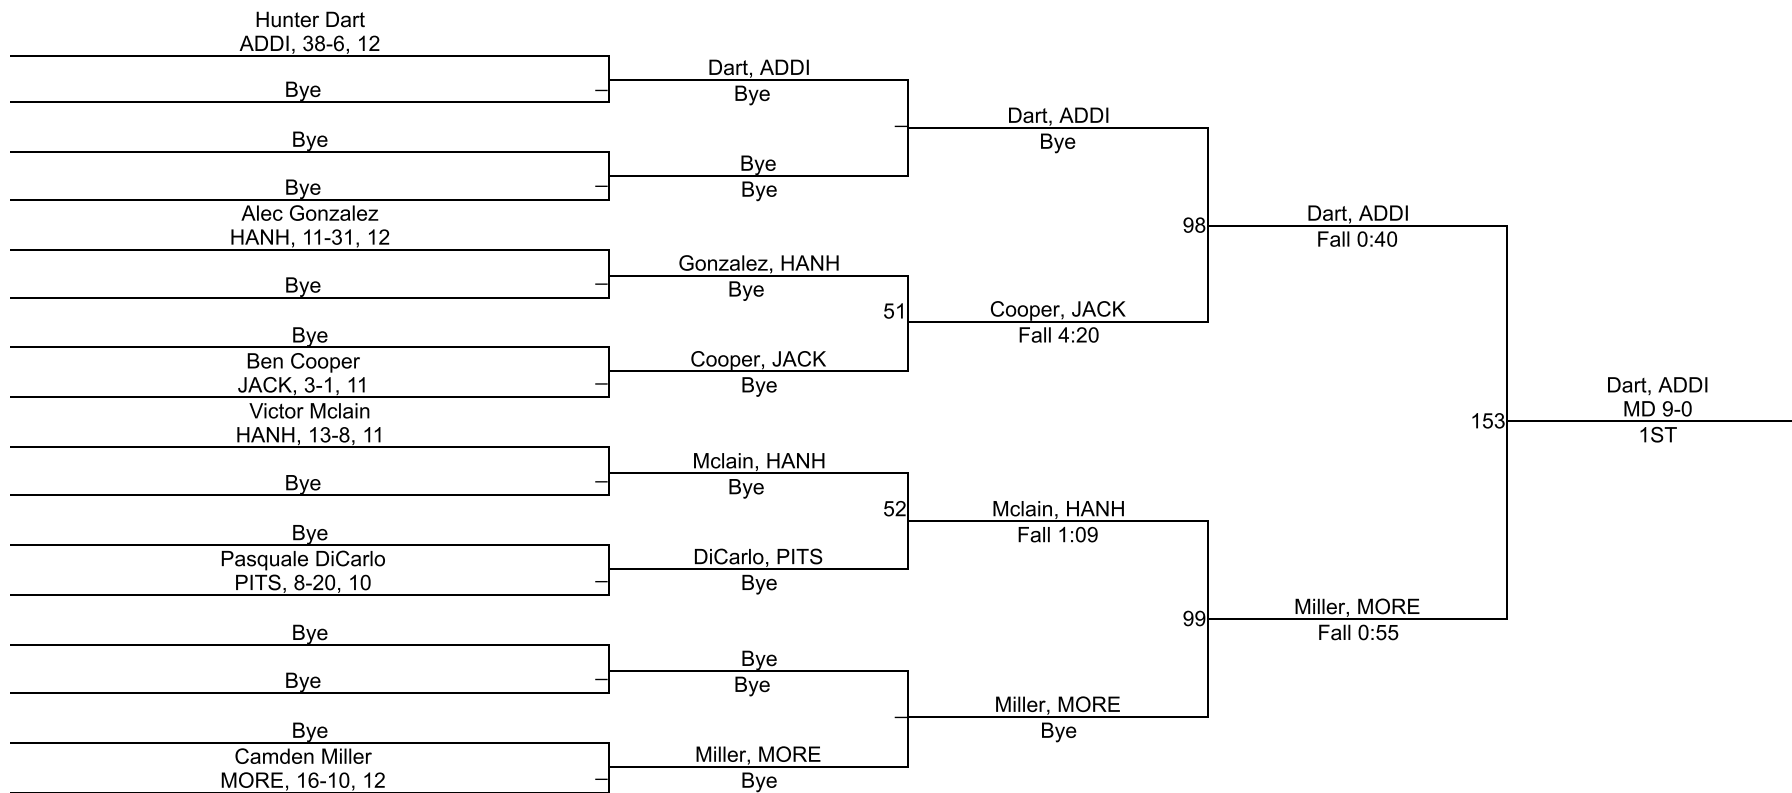 Hunter Dart
ADDI, 38-6, 12
Bye
Bye
Bye
Alec Gonzalez
HANH, 11-31, 12
Bye
Bye
Ben Cooper
JACK, 3-1, 11
Victor Mclain
HANH, 13-8, 11
Bye
Bye
Pasquale DiCarlo
PITS, 8-20, 10
Bye
Bye
Bye
Camden Miller
MORE, 16-10, 12
Dart, ADDI
Bye
Bye
Bye
Gonzalez, HANH
Bye
51
Cooper, JACK
Bye
Mclain, HANH
Bye
52
DiCarlo, PITS
Bye
Bye
Bye
Miller, MORE
Bye
Dart, ADDI
Bye
98
Cooper, JACK
Fall 4:20
Mclain, HANH
Fall 1:09
99
Miller, MORE
Bye
Dart, ADDI
Fall 0:40
153
Miller, MORE
Fall 0:55
Dart, ADDI
MD 9-0
1ST